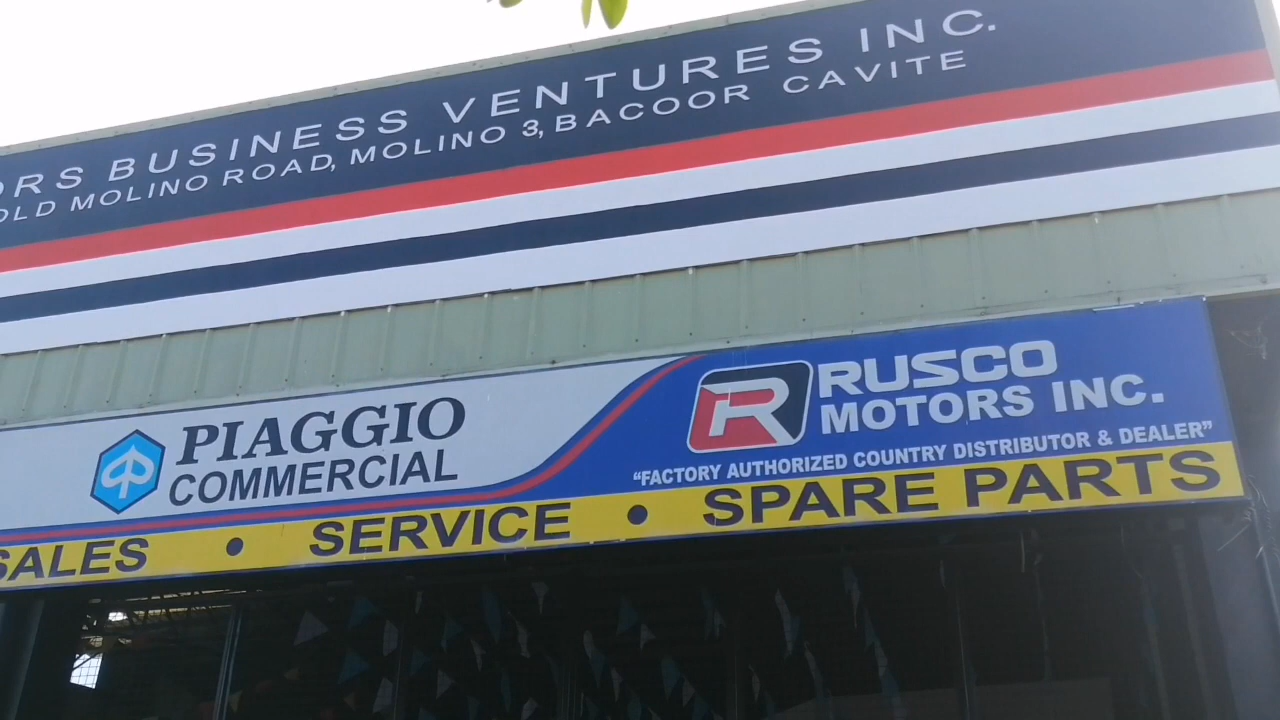 ORS BUSINESS VENTURES INC.
OLD MOLINO ROAD, MOLINO 3, BACOOR CAVITE
PIAGGIO
COMMERCIAL
R RUSCO
MOTORS INC.
“FACTORY AUTHORIZED COUNTRY DISTRIBUTOR & DEALER”
SALES • SERVICE • SPARE PARTS